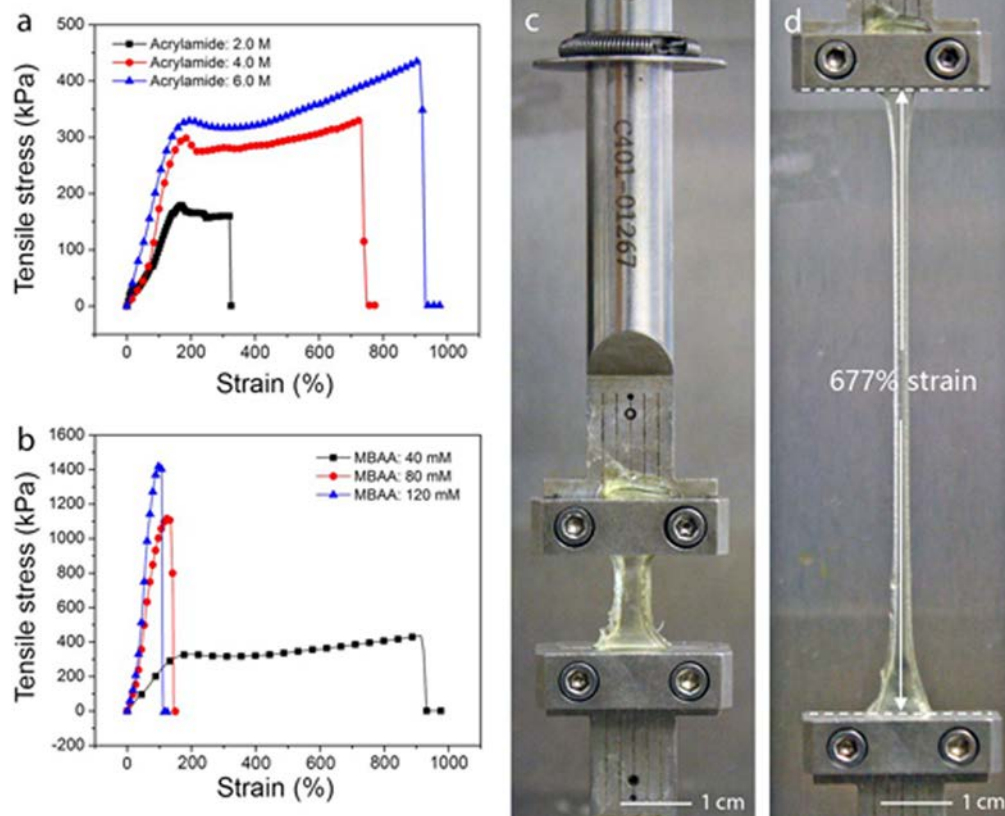 a
500
400
300
200
100
0
Tensile stress (kPa)
Acrylamide: 2.0 M
Acrylamide: 4.0 M
Acrylamide: 6.0 M
0 200 400 600 800 1000
Strain (%)
b
1600
1400
1200
1000
800
600
400
200
0
-200
Tensile stress (kPa)
MBAA: 40 mM
MBAA: 80 mM
MBAA: 120 mM
0 200 400 600 800 1000
Strain (%)
c
C401-01267
1 cm
d
677% strain
1 cm